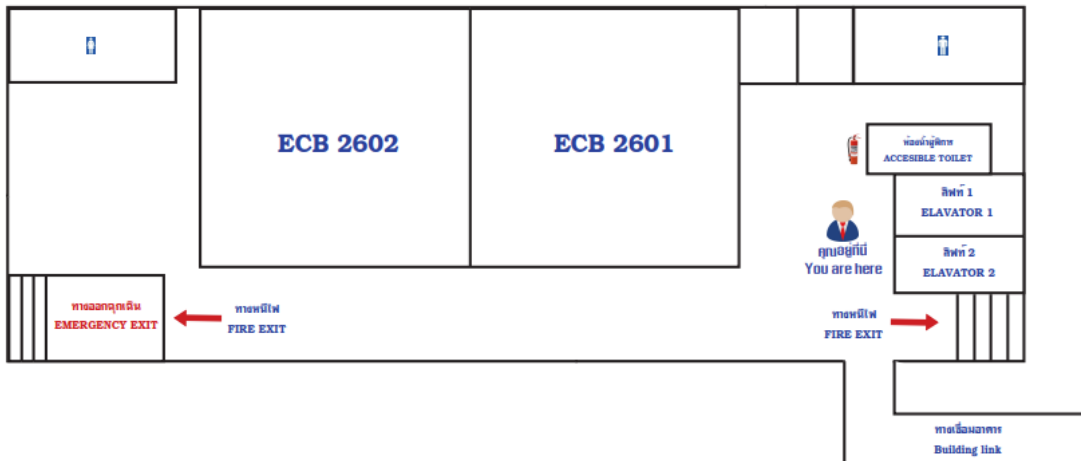 ECB 2602
ECB 2601
ห้องน้ำผู้พิการ
ACCESIBLE TOILET
ลิฟท์ 1
ELAVATOR 1
คุณอยู่ที่นี่
You are here
ลิฟท์ 2
ELAVATOR 2
ทางออกฉุกเฉิน
EMERGENCY EXIT
ทางหนีไฟ
FIRE EXIT
ทางหนีไฟ
FIRE EXIT
ทางเชื่อมอาคาร
Building link